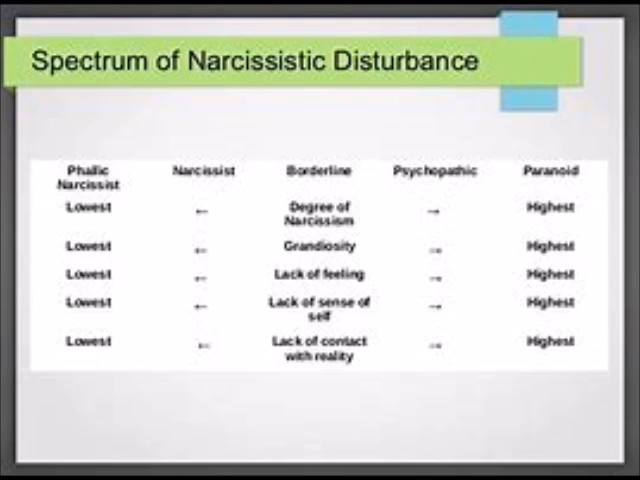 Spectrum of Narcissistic Disturbance
Phallic Narcissist Narcissist Borderline Psychopathic Paranoid
Lowest ← Degree of Narcissism → Highest
Lowest ← Grandiosity → Highest
Lowest ← Lack of feeling → Highest
Lowest ← Lack of sense of self → Highest
Lowest ← Lack of contact with reality → Highest